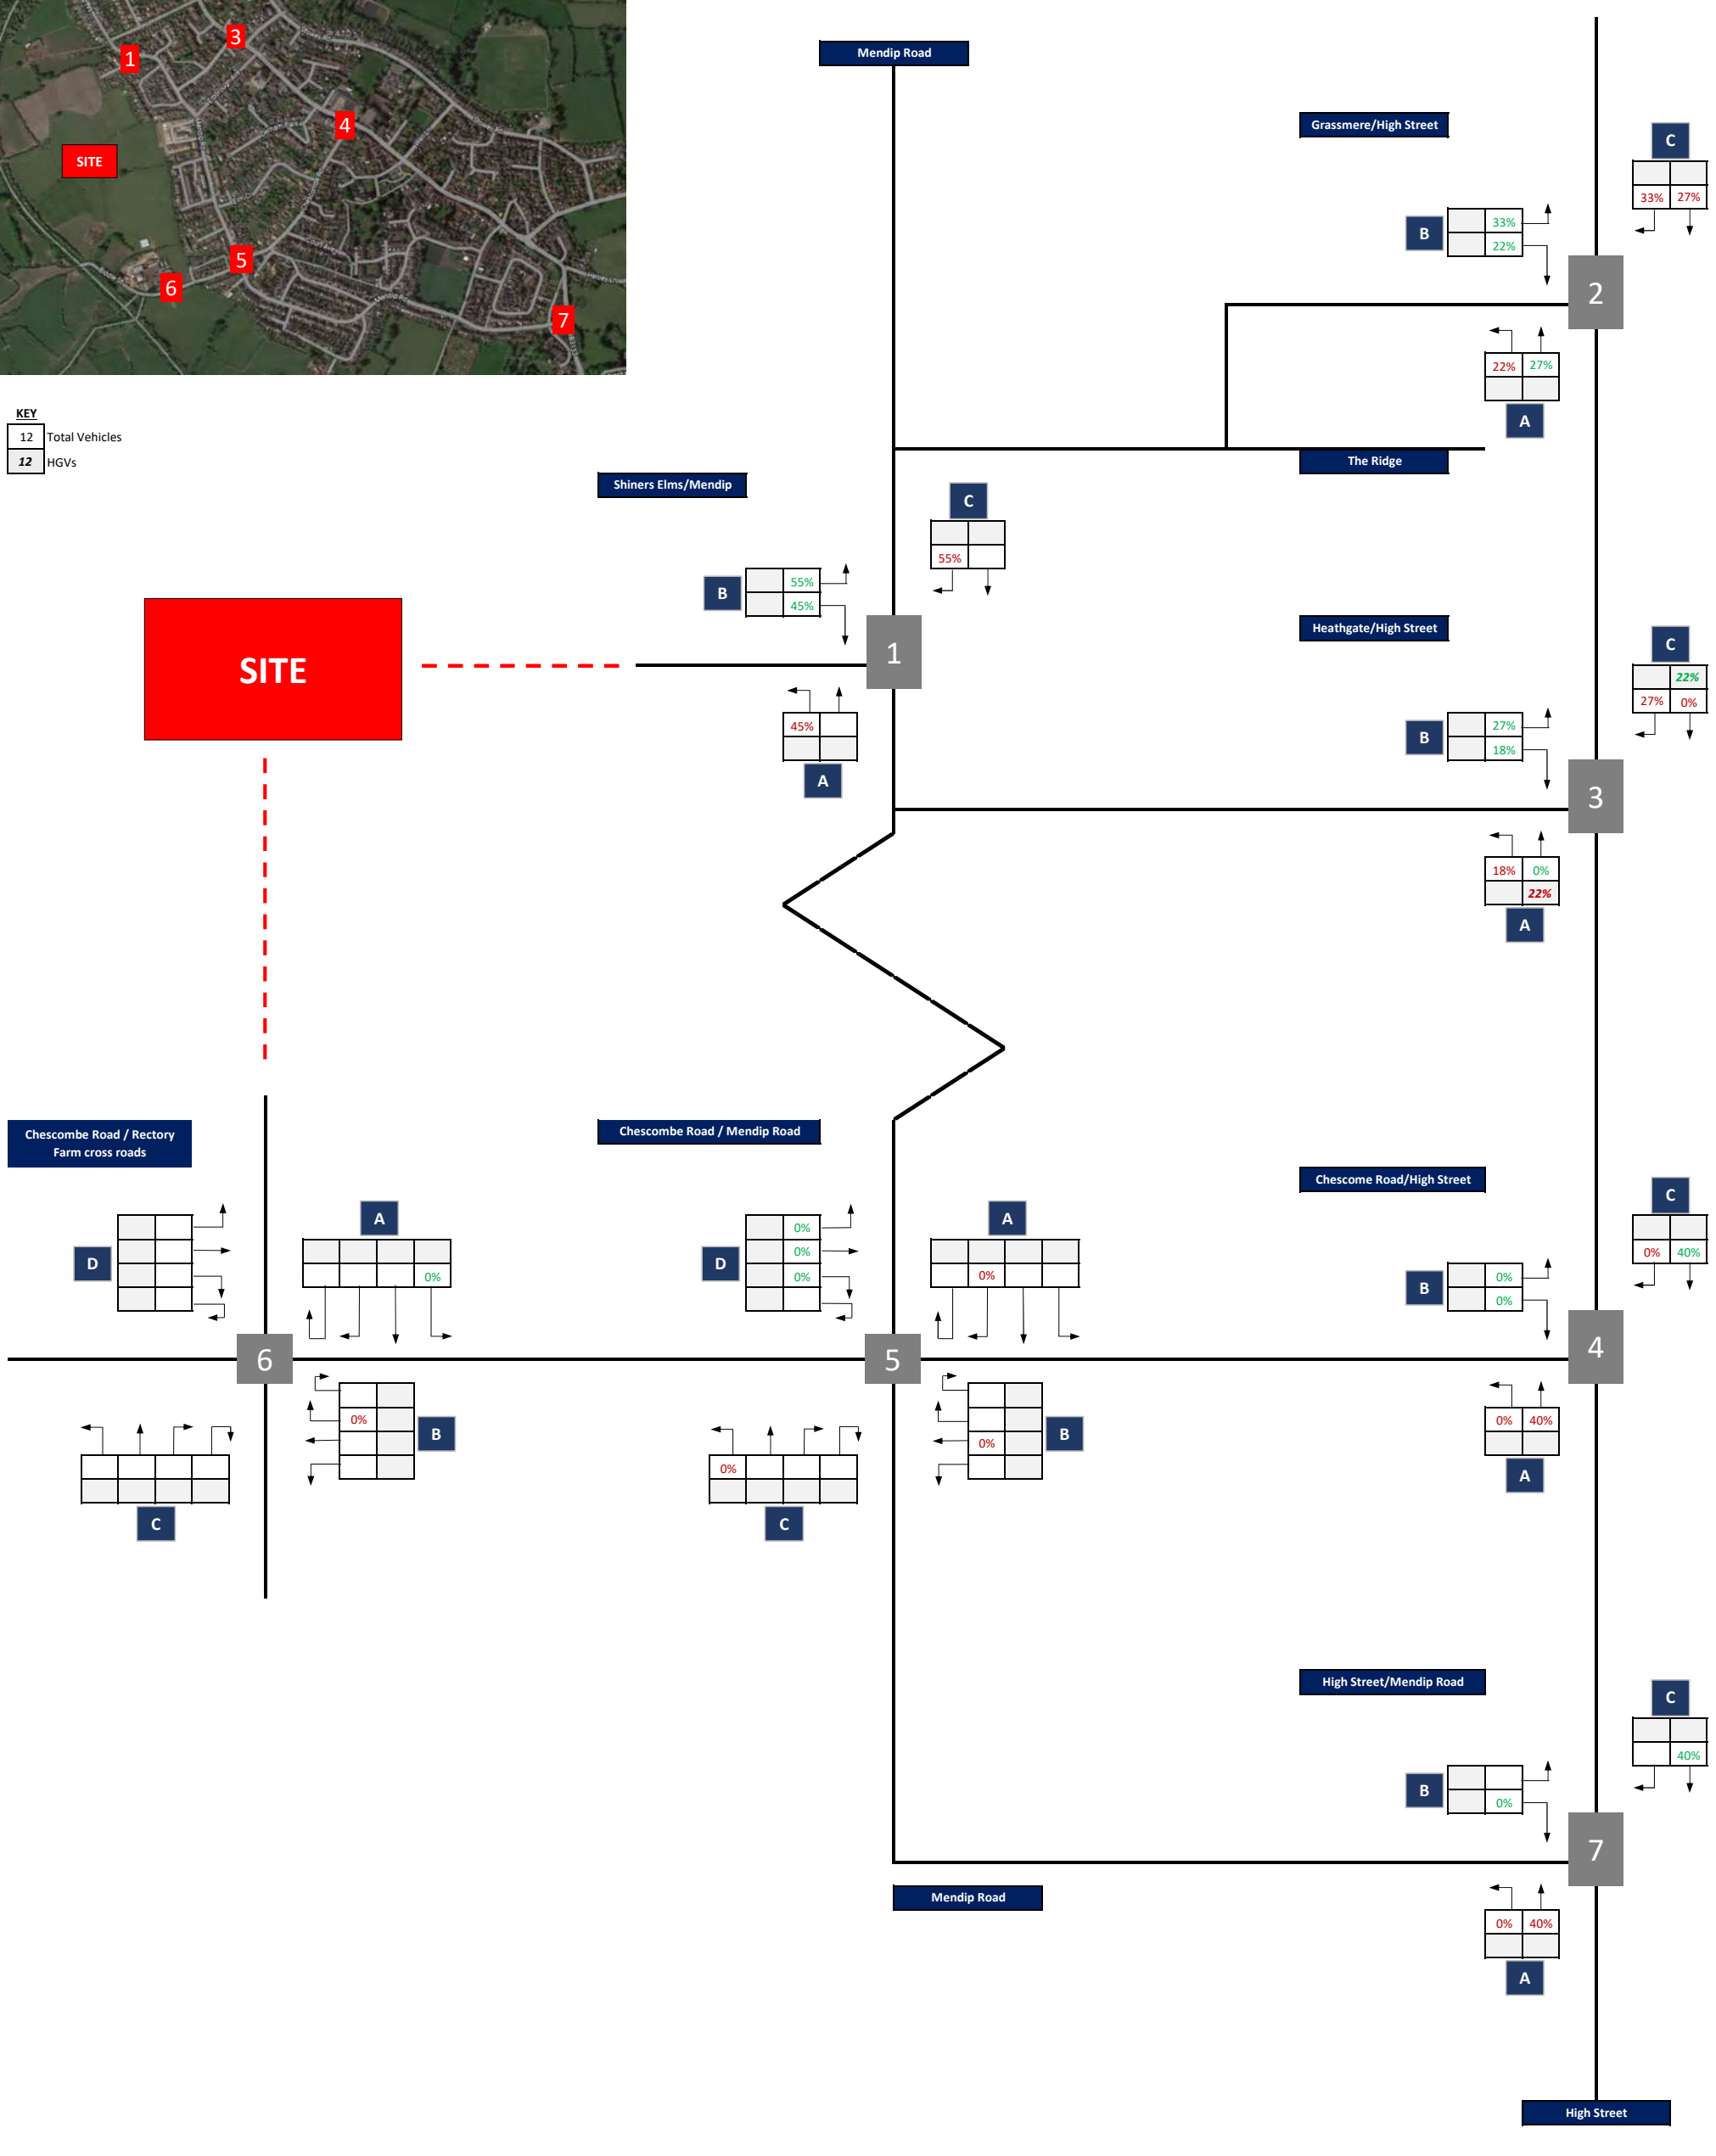 3
1
4
SITE
5
6
7
KEY
12 Total Vehicles
12 HGVs
Mendip Road
Grassmere/High Street
C
33% 27%
B
33%
22%
2
22% 27%
A
The Ridge
Shiners Elms/Mendip
C
55%
B
55%
45%
1
SITE
45%
A
Heathgate/High Street
C
22%
27% 0%
B
27%
18%
3
18% 0%
22%
A
Chescombe Road / Rectory
Farm cross roads
A
0%
D
6
0%
B
C
Chescombe Road / Mendip Road
A
0%
D
0%
0%
0%
5
0%
B
0%
C
Chescome Road/High Street
C
0% 40%
B
0%
0%
4
0% 40%
A
High Street/Mendip Road
C
40%
B
0%
7
Mendip Road
0% 40%
A
High Street